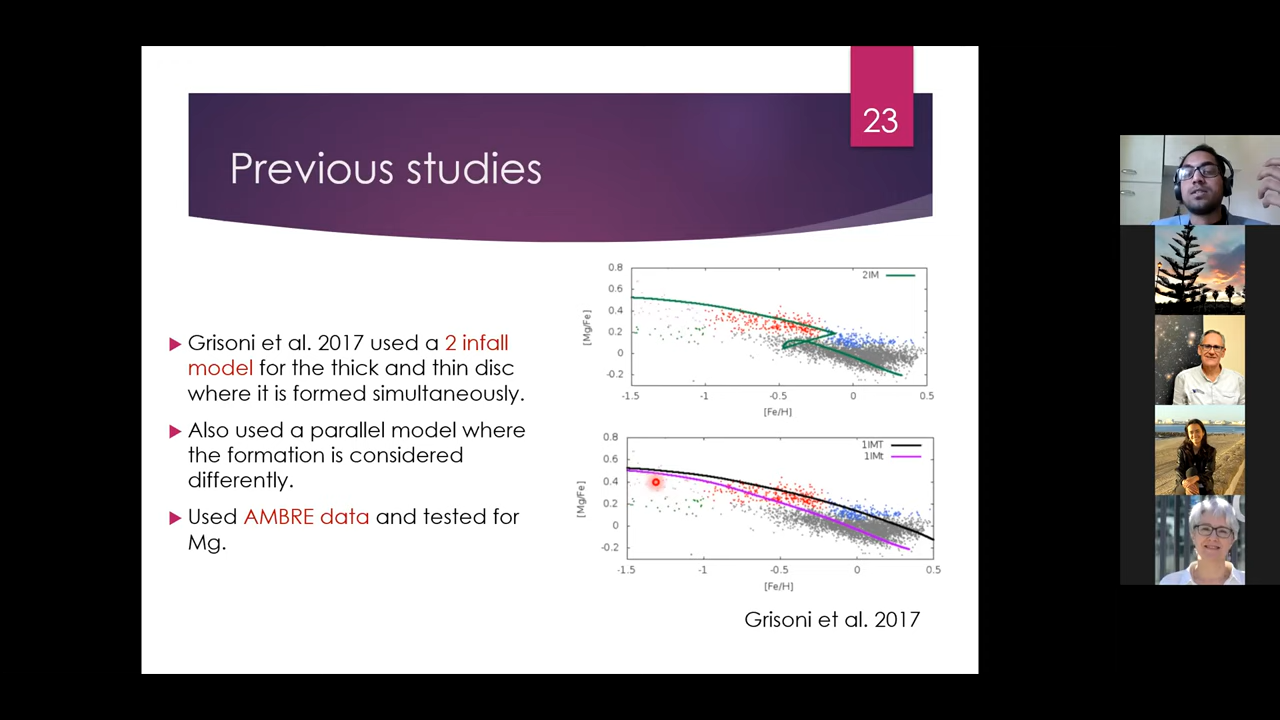 23
Previous studies
Grisoni et al. 2017 used a 2 infall
model for the thick and thin disc
where it is formed simultaneously.
Also used a parallel model where
the formation is considered
differently.
Used AMBRE data and tested for
Mg.
2IM
0.8
0.6
0.4
0.2
0
-0.2
[Mg/Fe]
-1.5 -1 -0.5 0 0.5
[Fe/H]
1IMT
1IMt
0.8
0.6
0.4
0.2
0
-0.2
[Mg/Fe]
-1.5 -1 -0.5 0 0.5
[Fe/H]
Grisoni et al. 2017